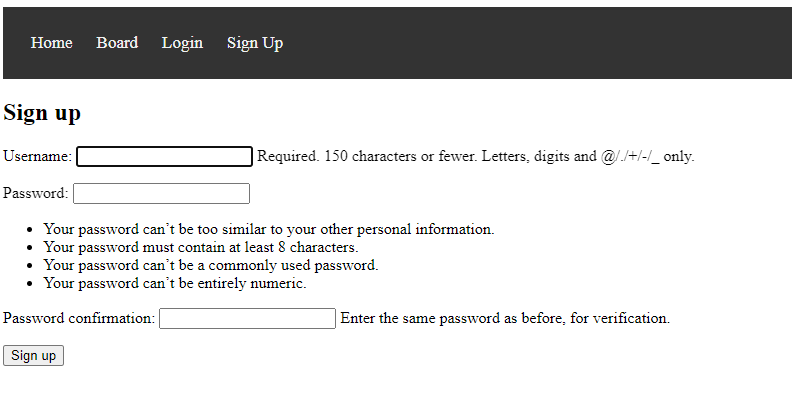 Home Board Login Sign Up
Sign up
Username: Required. 150 characters or fewer. Letters, digits and @/./+/-/_ only.
Password:
• Your password can’t be too similar to your other personal information.
• Your password must contain at least 8 characters.
• Your password can’t be a commonly used password.
• Your password can’t be entirely numeric.
Password confirmation: Enter the same password as before, for verification.
Sign up